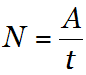 N = A/t